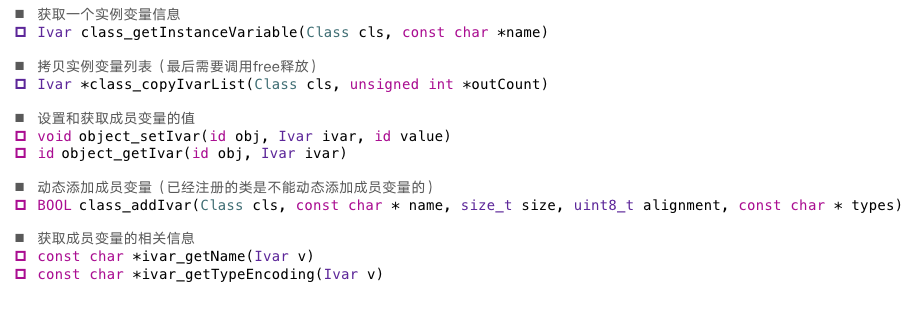 获取一个实例变量信息
Ivar class_getInstanceVariable(Class cls, const char *name)
拷贝实例变量列表（最后需要调用free释放）
Ivar *class_copyIvarList(Class cls, unsigned int *outCount)
设置和获取成员变量的值
void object_setIvar(id obj, Ivar ivar, id value)
id object_getIvar(id obj, Ivar ivar)
动态添加成员变量（已经注册的类是不能动态添加成员变量的）
BOOL class_addIvar(Class cls, const char * name, size_t size, uint8_t alignment, const char * types)
获取成员变量的相关信息
const char *ivar_getName(Ivar v)
const char *ivar_getTypeEncoding(Ivar v)